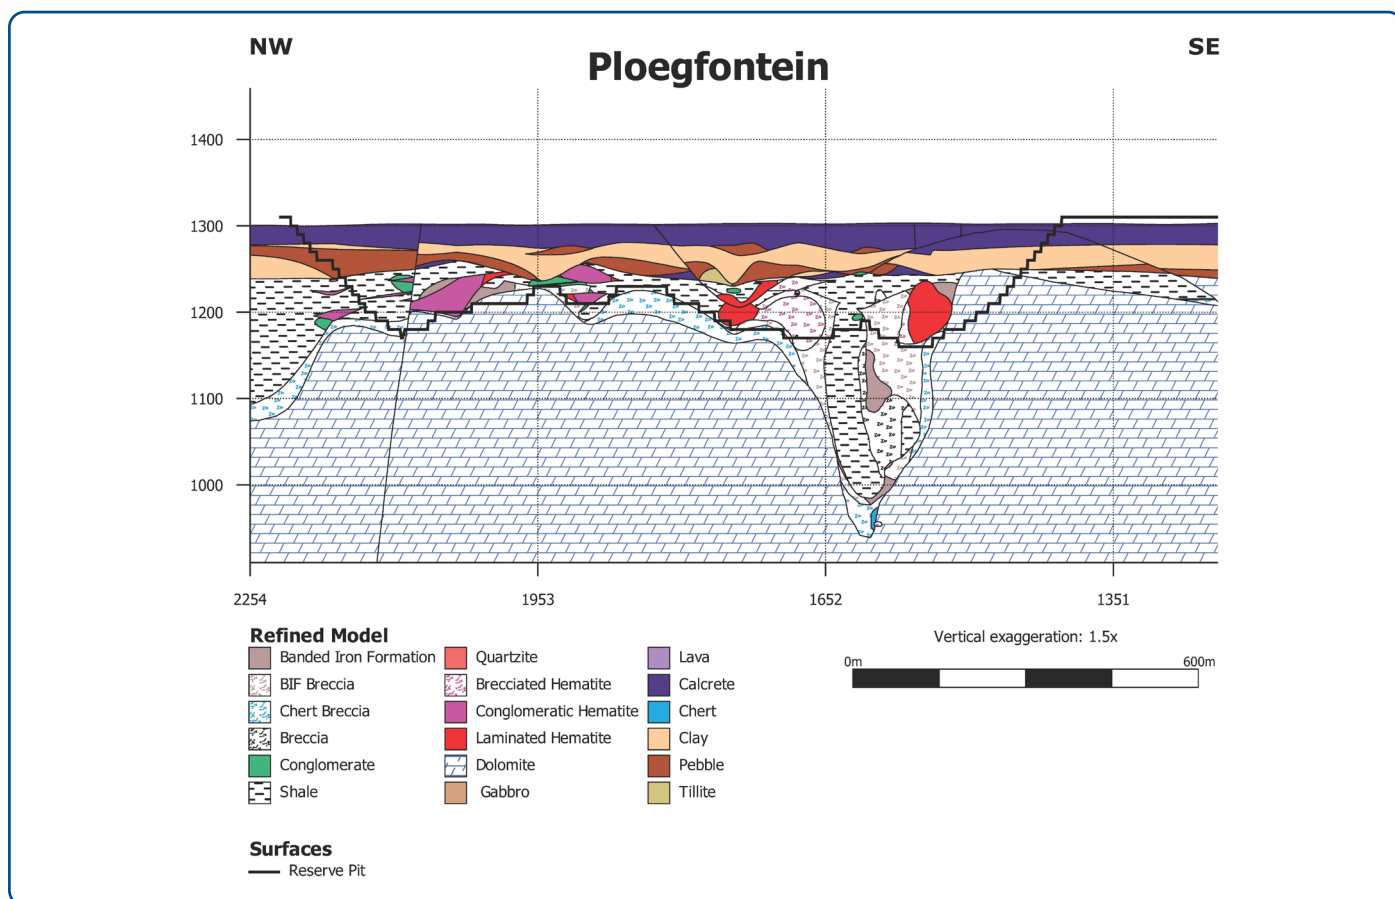 NW
Ploegfontein
SE
1400
1300
1200
1100
1000
2254
1953
1652
1351
Refined Model
Banded Iron Formation
BIF Breccia
Chert Breccia
Breccia
Conglomerate
Shale
Quartzite
Brecciated Hematite
Conglomeratic Hematite
Laminated Hematite
Dolomite
Gabbro
Lava
Calcrete
Chert
Clay
Pebble
Tillite
Vertical exaggeration: 1.5x
0m
600m
Surfaces
Reserve Pit